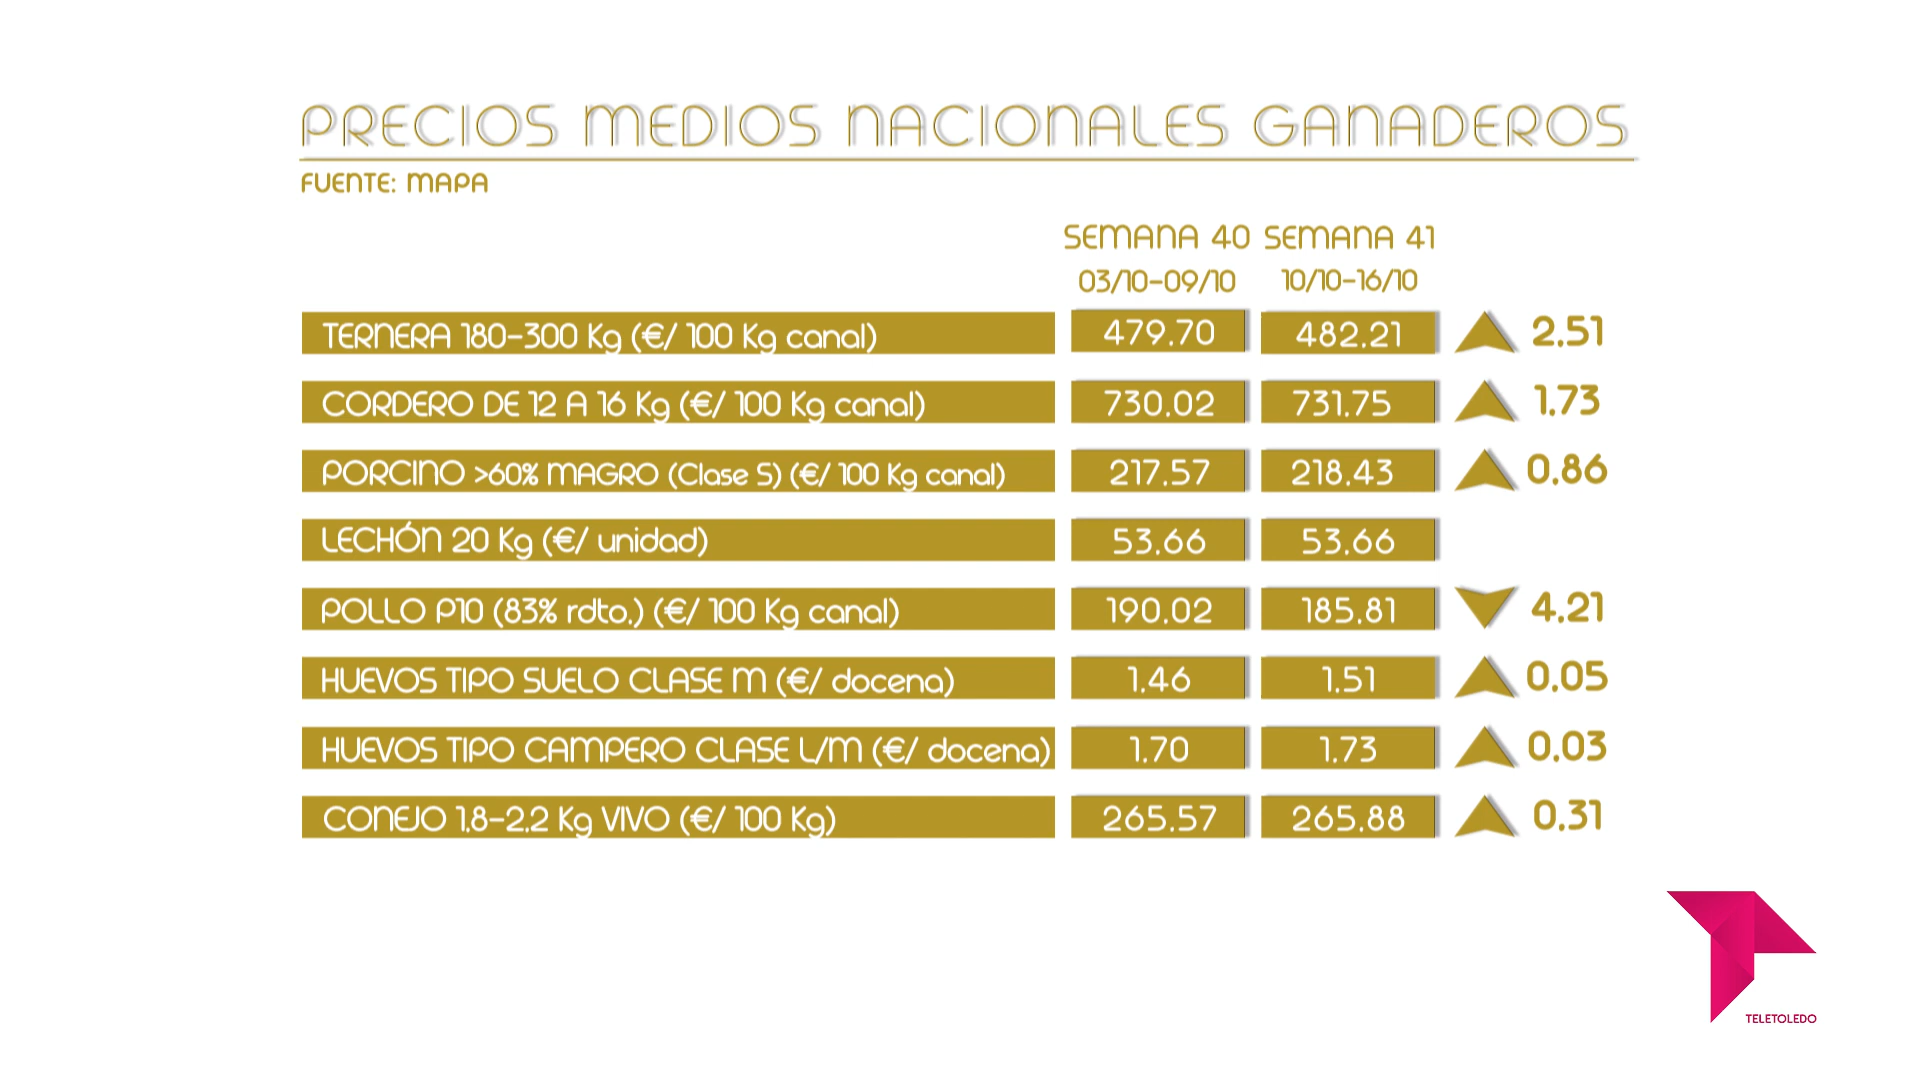 PRECIOS MEDIOS NACIONALES GANADEROS
FUENTE: MAPA
SEMANA 40 SEMANA 41
03/10-09/10 10/10-16/10
TERNERA 180-300 Kg (€/ 100 Kg canal) 479.70 482.21 2.51
CORDERO DE 12 A 16 Kg (€/ 100 Kg canal) 730.02 731.75 1.73
PORCINO >60% MAGRO (Clase S) (€/ 100 Kg canal) 217.57 218.43 0.86
LECHÓN 20 Kg (€/ unidad) 53.66 53.66
POLLO P10 (83% rdto.) (€/ 100 Kg canal) 190.02 185.81 4.21
HUEVOS TIPO SUELO CLASE M (€/ docena) 1.46 1.51 0.05
HUEVOS TIPO CAMPERO CLASE L/M (€/ docena) 1.70 1.73 0.03
CONEJO 1.8-2.2 Kg VIVO (€/ 100 Kg) 265.57 265.88 0.31
TELETOLEDO